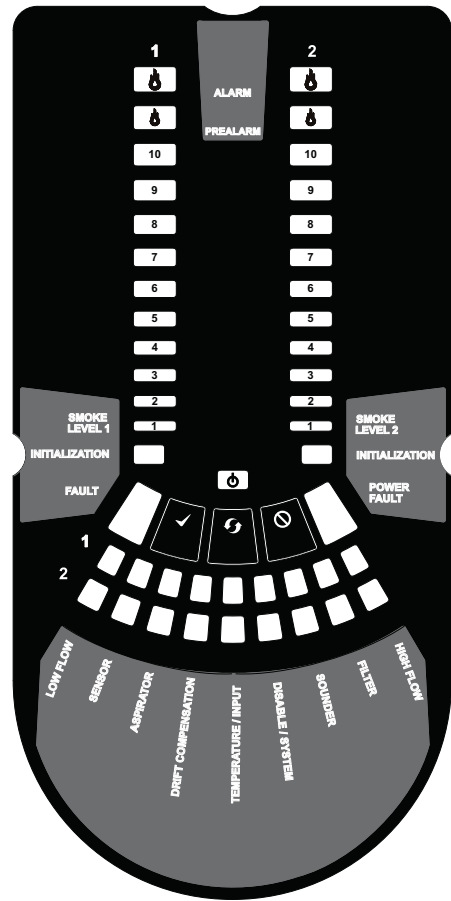 1 2
ALARM
PREALARM
10 10
9 9
8 8
7 7
6 6
5 5
4 4
3 3
2 2
1 1
SMOKE
LEVEL 1
SMOKE
LEVEL 2
INITIALIZATION
INITIALIZATION
FAULT
POWER
FAULT
1
2
LOW FLOW
SENSOR
ASPIRATOR
DRIFT COMPENSATION
TEMPERATURE / INPUT
DISABLE / SYSTEM
SOUNDER
FILTER
HIGH FLOW